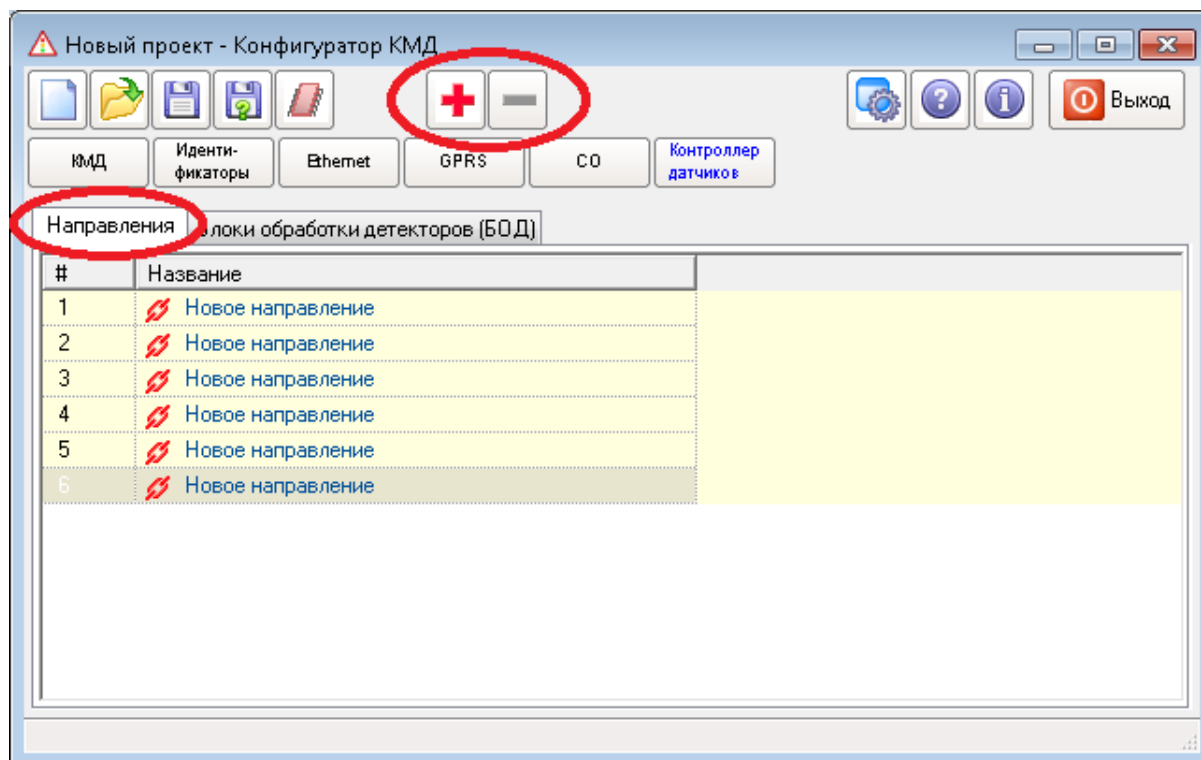 Новый проект - Конфигуратор КМД
Выход
КМД
Иденти-
фикаторы
Ethernet
GPRS
СО
Контроллер
датчиков
Направления
локи обработки детекторов (БОД)
# Название
1 Новое направление
2 Новое направление
3 Новое направление
4 Новое направление
5 Новое направление
6 Новое направление